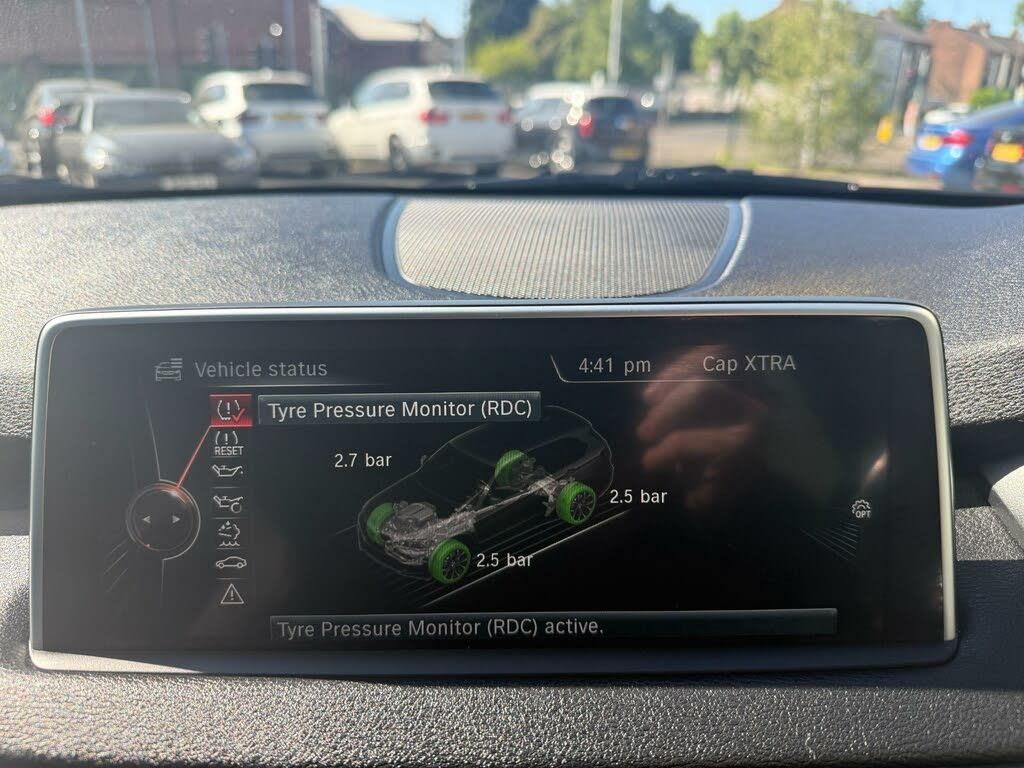 Vehicle status
4:41 pm
Cap XTRA
Tyre Pressure Monitor (RDC)
RESET
2.7 bar
2.5 bar
OPT
2.5 bar
Tyre Pressure Monitor (RDC) active.